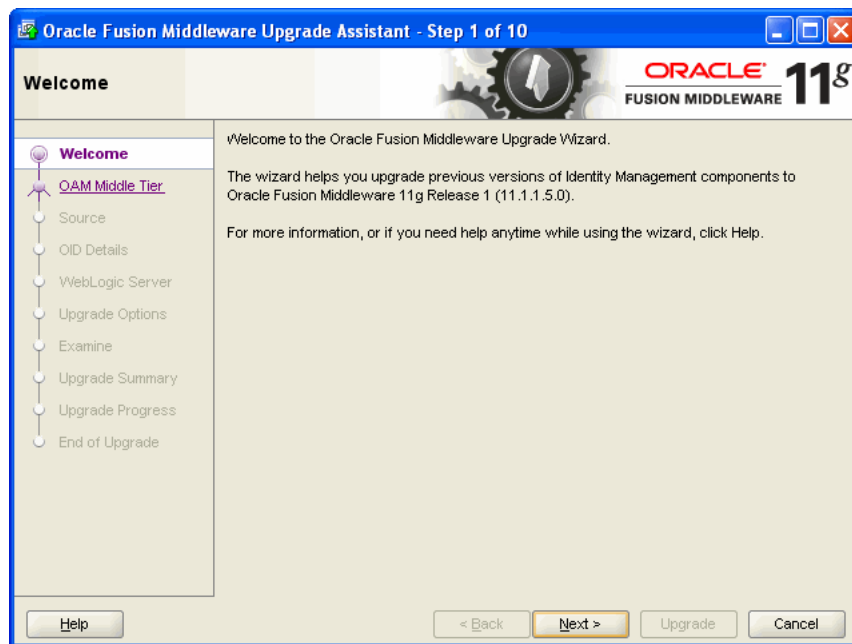 Oracle Fusion Middleware Upgrade Assistant - Step 1 of 10
Welcome
ORACLE
FUSION MIDDLEWARE
11g
Welcome
OAM Middle Tier
Source
OID Details
WebLogic Server
Upgrade Options
Examine
Upgrade Summary
Upgrade Progress
End of Upgrade
Welcome to the Oracle Fusion Middleware Upgrade Wizard.
The wizard helps you upgrade previous versions of Identity Management components to
Oracle Fusion Middleware 11g Release 1 (11.1.1.5.0).
For more information, or if you need help anytime while using the wizard, click Help.
Help
< Back
Next >
Upgrade
Cancel